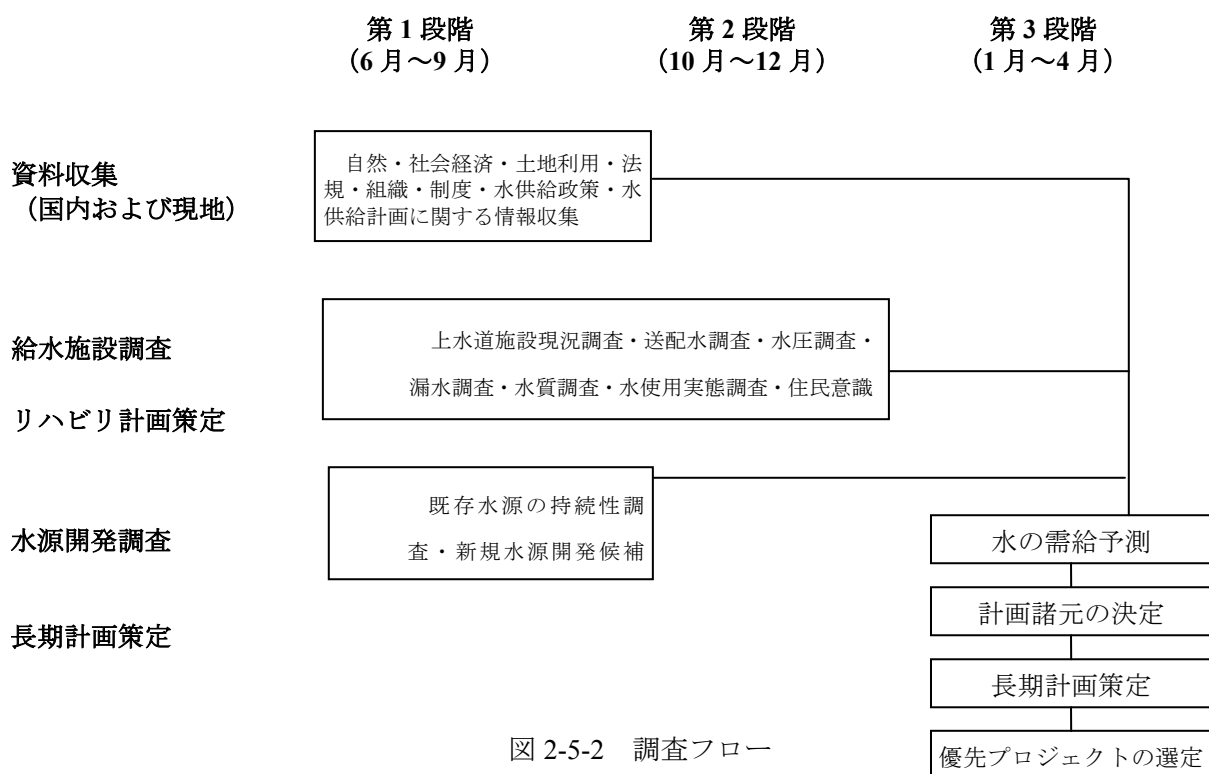 第 1 段階
（6 月～9 月）
第 2 段階
（10 月～12 月）
第 3 段階
（1 月～4 月）
資料収集
（国内および現地）
自然・社会経済・土地利用・法
規・組織・制度・水供給政策・水
供給計画に関する情報収集
給水施設調査
上水道施設現況調査・送配水調査・水圧調査・
漏水調査・水質調査・水使用実態調査・住民意識
リハビリ計画策定
水源開発調査
既存水源の持続性調
査・新規水源開発候補
水の需給予測
計画諸元の決定
長期計画策定
長期計画策定
優先プロジェクトの選定
図 2-5-2 調査フロー